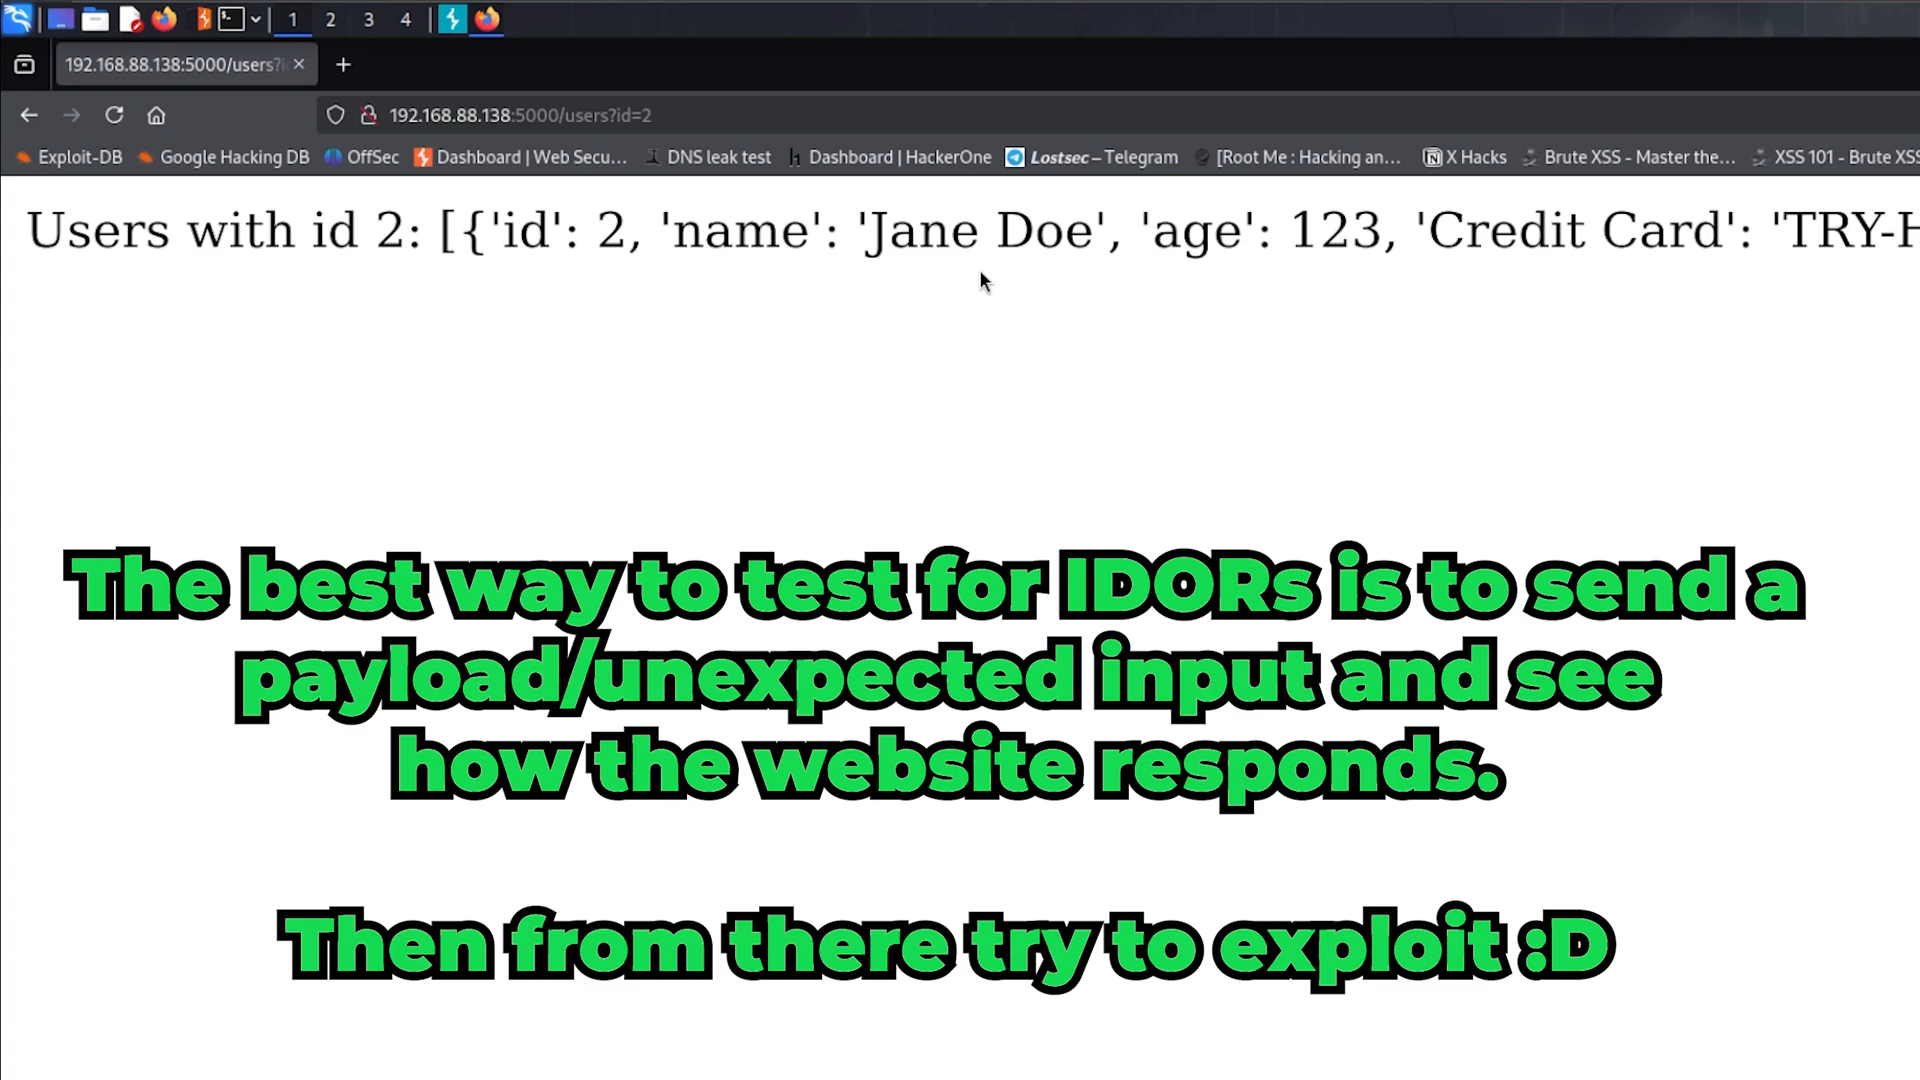 1 2 3 4
192.168.88.138:5000/users?i
192.168.88.138:5000/users?id=2
Exploit-DB Google Hacking DB OffSec Dashboard | Web Secu... DNS leak test Dashboard | HackerOne Lostsec – Telegram [Root Me : Hacking an... X Hacks Brute XSS - Master the... XSS 101 - Brute XSS
Users with id 2: [{'id': 2, 'name': 'Jane Doe', 'age': 123, 'Credit Card': 'TRY-H
The best way to test for IDORs is to send a
payload/unexpected input and see
how the website responds.
Then from there try to exploit :D